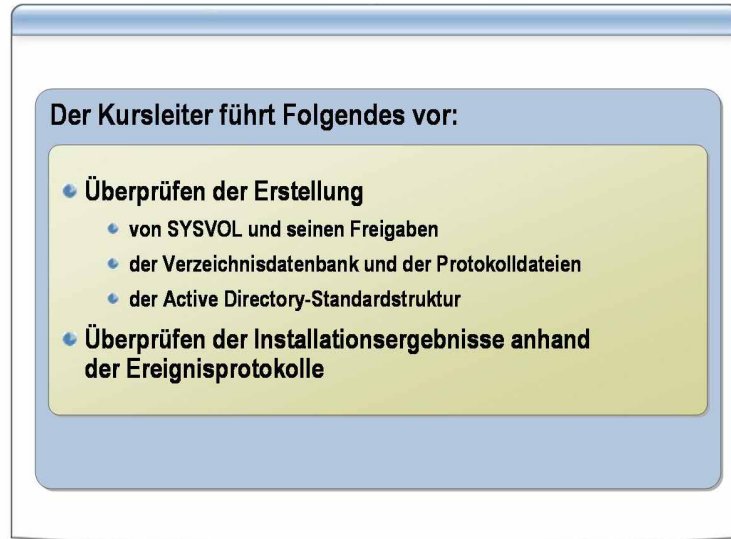 Der Kursleiter führt Folgendes vor:
Überprüfen der Erstellung
von SYSVOL und seinen Freigaben
der Verzeichnisdatenbank und der Protokolldateien
der Active Directory-Standardstruktur
Überprüfen der Installationsergebnisse anhand
der Ereignisprotokolle